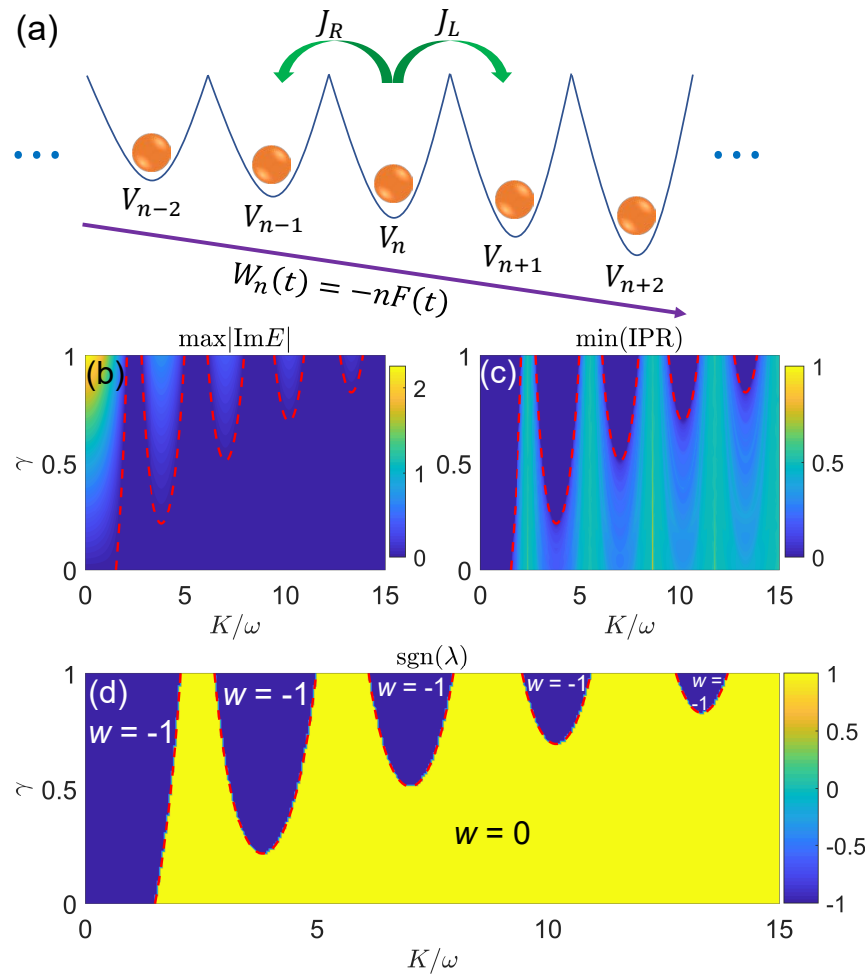 (a)
J_R J_L
••• •••
V_{n−2} V_{n−1} V_n V_{n+1} V_{n+2}
W_n(t) = −nF(t)
max|ImE| min(IPR)
(b) (c)
1 2 1 1
0.5 1 0.5 0.5
0 0 0 0
γ
0 5 10 15 0 5 10 15
K/ω K/ω
sgn(λ)
(d)
w = -1 w = -1 w = -1 w = -1 w = -1
w = 0
1 1
0.5 0.5
0 0
-0.5
-1
γ
0 5 10 15
K/ω